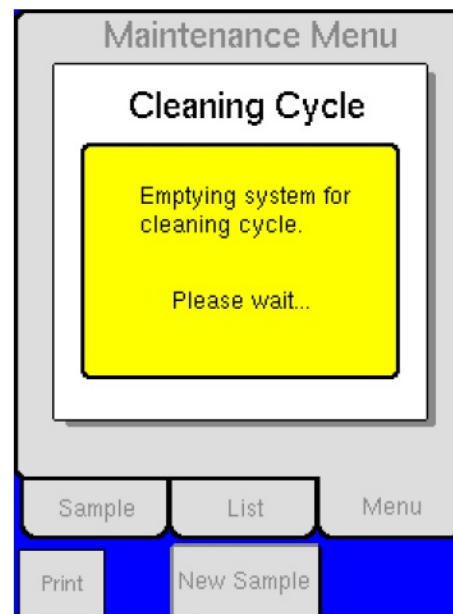 Maintenance Menu
Cleaning Cycle
Emptying system for
cleaning cycle.
Please wait...
Sample
List
Menu
Print
New Sample